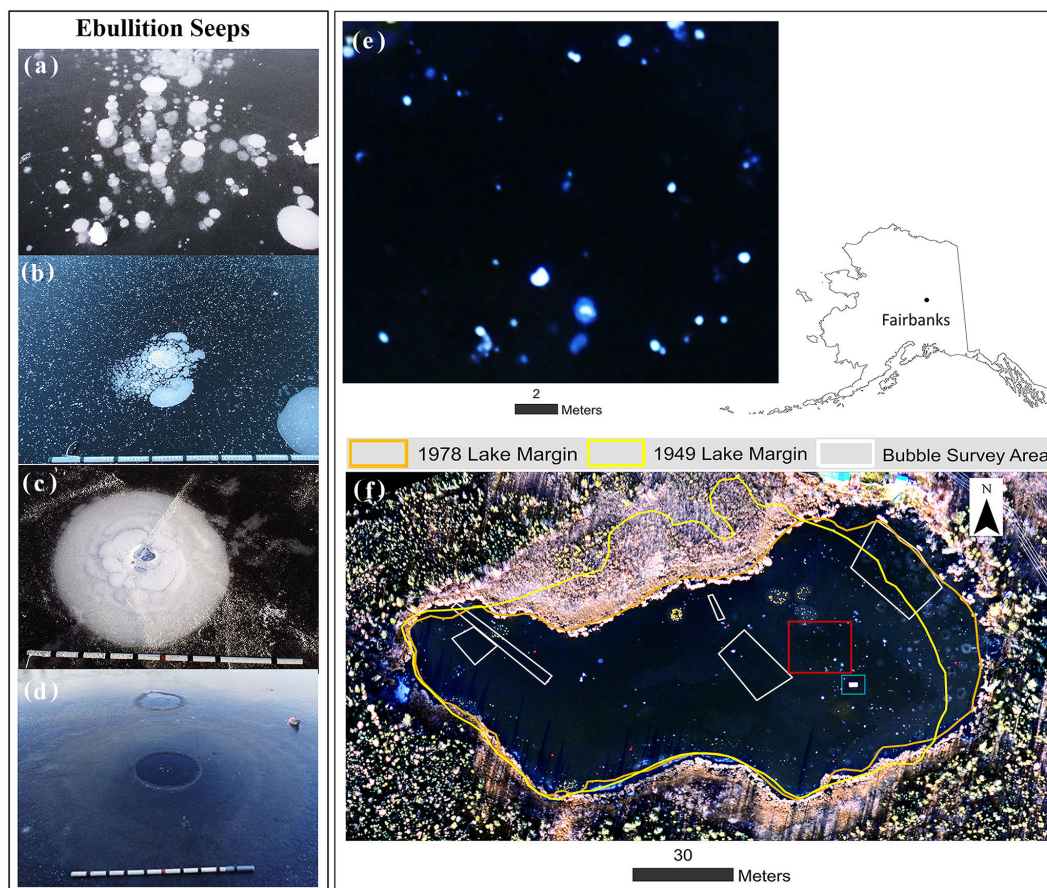 Ebullition Seeps
(a)
(b)
(c)
(d)
(e)
2
Meters
Fairbanks
1978 Lake Margin
1949 Lake Margin
Bubble Survey Area
(f)
N
30
Meters